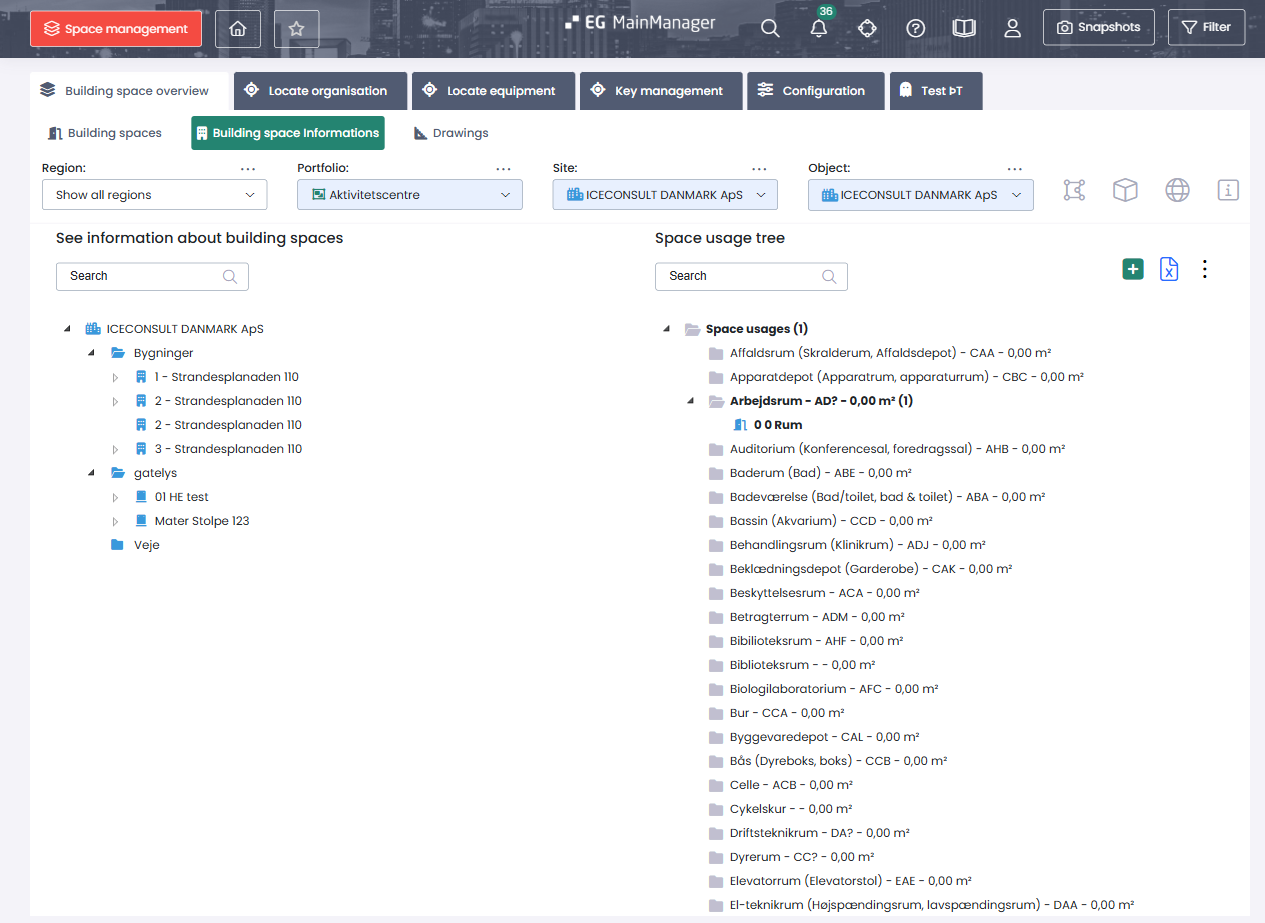 Space management
EG MainManager
36
Snapshots
Filter
Building space overview
Locate organisation
Locate equipment
Key management
Configuration
Test ÞT
Building spaces
Building space Informations
Drawings
Region: ...
Portfolio: ...
Site: ...
Object: ...
Show all regions
Aktivitetscentre
ICECONSULT DANMARK ApS
ICECONSULT DANMARK ApS
See information about building spaces
Search
ICECONSULT DANMARK ApS
Bygninger
1 - Strandesplanaden 110
2 - Strandesplanaden 110
2 - Strandesplanaden 110
3 - Strandesplanaden 110
gatelys
01 HE test
Mater Stolpe 123
Veje
Space usage tree
Search
Space usages (1)
Affaldsrum (Skralderum, Affaldsdepot) - CAA - 0,00 m²
Apparatdepot (Apparatrum, apparaturrum) - CBC - 0,00 m²
Arbejdsrum - AD? - 0,00 m² (1)
0 0 Rum
Auditorium (Konferencesal, foredragssal) - AHB - 0,00 m²
Baderum (Bad) - ABE - 0,00 m²
Badeværelse (Bad/toilet, bad & toilet) - ABA - 0,00 m²
Bassin (Akvarium) - CCD - 0,00 m²
Behandlingsrum (Klinikrum) - ADJ - 0,00 m²
Beklædningsdepot (Garderobe) - CAK - 0,00 m²
Beskyttelsesrum - ACA - 0,00 m²
Betragterrum - ADM - 0,00 m²
Bibilioteksrum - AHF - 0,00 m²
Biblioteksrum - - 0,00 m²
Biologilaboratorium - AFC - 0,00 m²
Bur - CCA - 0,00 m²
Byggevaredepot - CAL - 0,00 m²
Bås (Dyreboks, boks) - CCB - 0,00 m²
Celle - ACB - 0,00 m²
Cykelskur - - 0,00 m²
Driftsteknikrum - DA? - 0,00 m²
Dyrerum - CC? - 0,00 m²
Elevatorrum (Elevatorstol) - EAE - 0,00 m²
El-teknikrum (Højspændingsrum, lavspændingsrum) - DAA - 0,00 m²